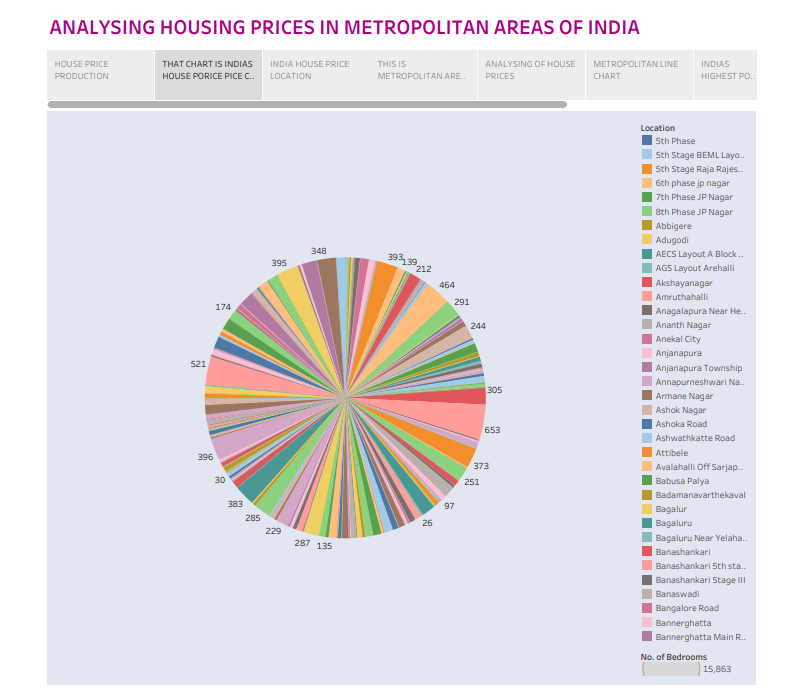 ANALYSING HOUSING PRICES IN METROPOLITAN AREAS OF INDIA
HOUSE PRICE
PRODUCTION
THAT CHART IS INDIAS
HOUSE PORICE PICE C..
INDIA HOUSE PRICE
LOCATION
THIS IS
METROPOLITAN ARE..
ANALYSING OF HOUSE
PRICES
METROPOLITAN LINE
CHART
INDIAS
HIGHEST PO..
348
395
174
521
396
30
383
285
229
287
135
26
97
251
373
653
305
244
291
464
212
139
393
Location
5th Phase
5th Stage BEML Layo..
5th Stage Raja Rajes..
6th phase jp nagar
7th Phase JP Nagar
8th Phase JP Nagar
Abbigere
Adugodi
AECS Layout A Block ..
AGS Layout Arehalli
Akshayanagar
Amruthahalli
Anagalapura Near He..
Ananth Nagar
Anekal City
Anjanapura
Anjanapura Township
Annapurneshwari Na..
Armane Nagar
Ashok Nagar
Ashoka Road
Ashwathkatte Road
Attibele
Avalahalli Off Sarjap..
Babusa Palya
Badamanavarthekaval
Bagalur
Bagaluru
Bagaluru Near Yelaha..
Banashankari
Banashankari 5th sta..
Banashankari Stage III
Banaswadi
Bangalore Road
Bannerghatta
Bannerghatta Main R..
No. of Bedrooms
15,863